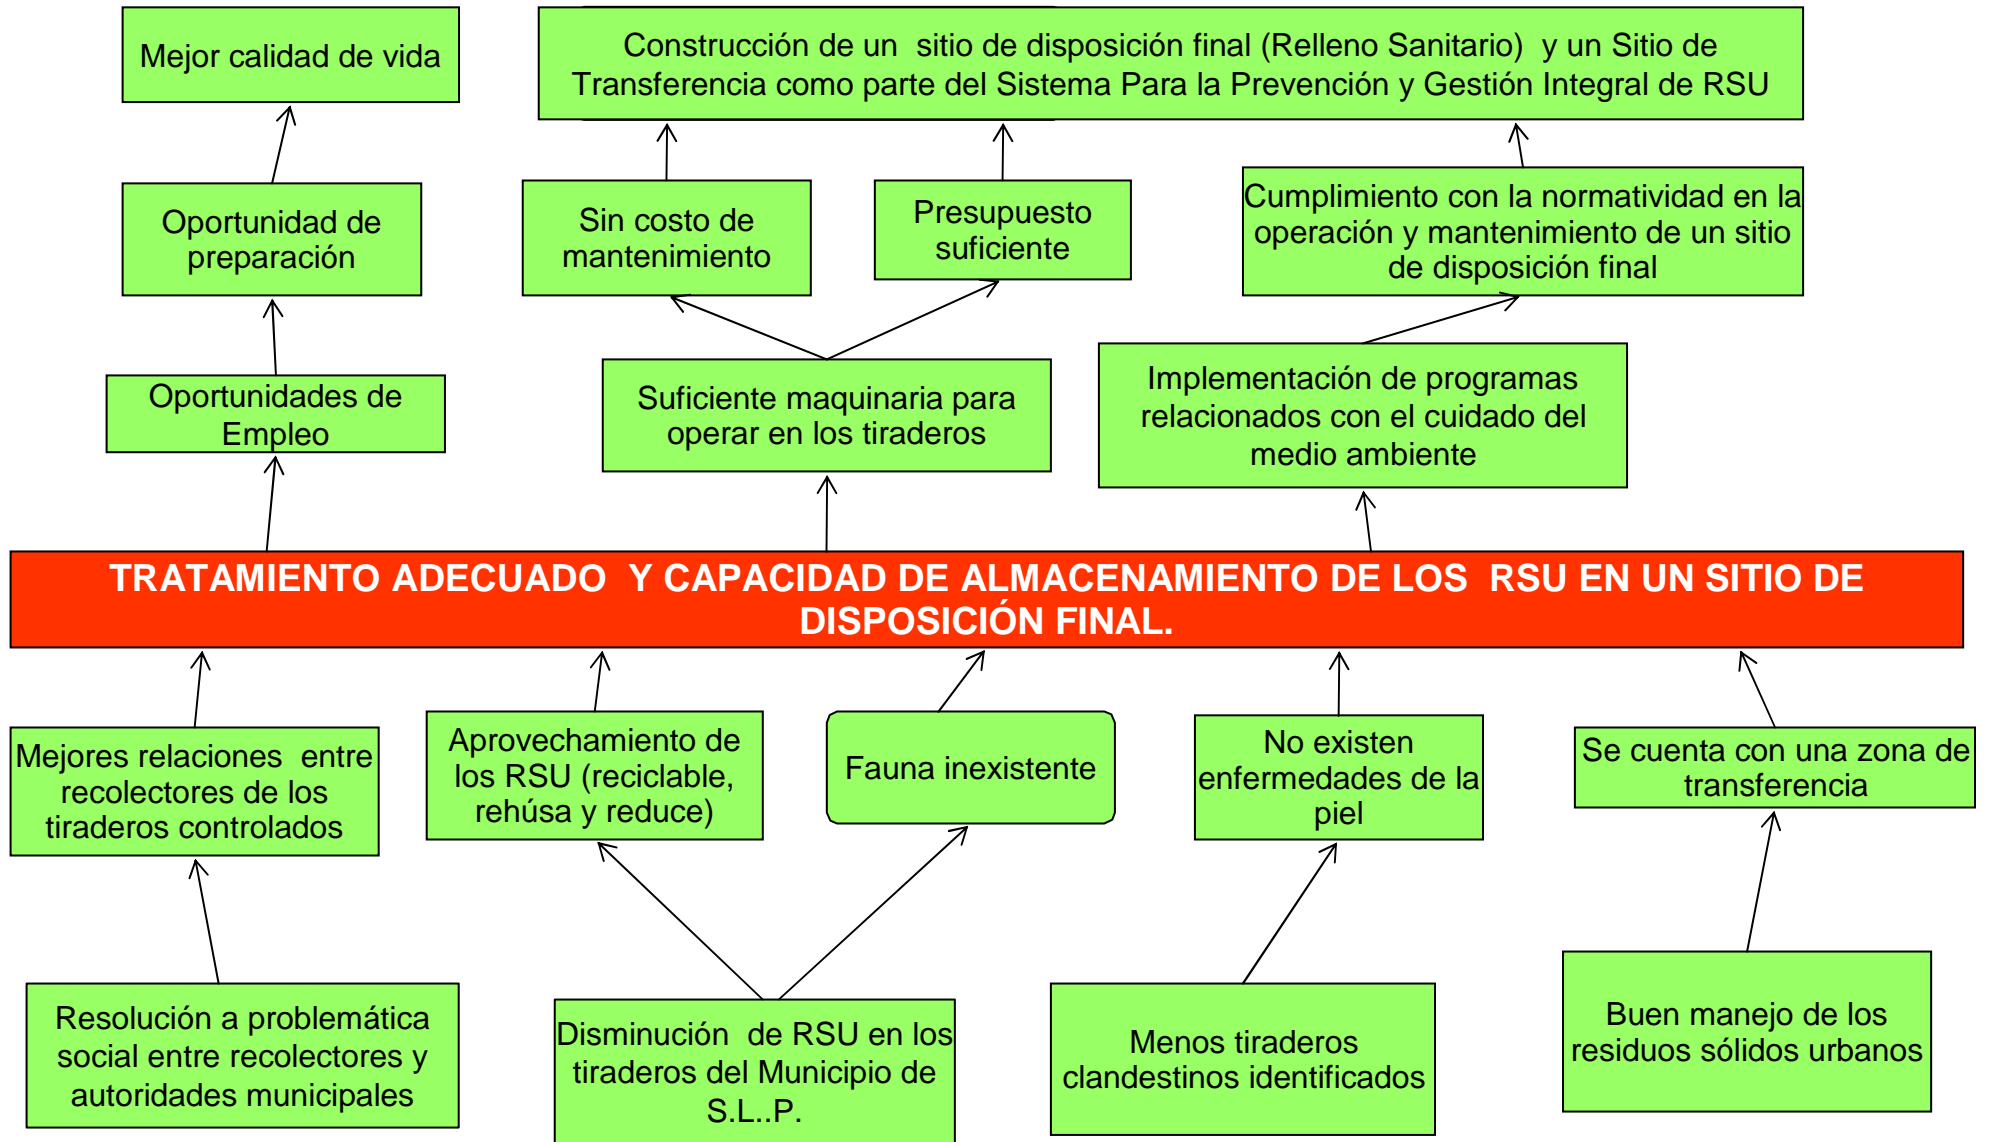 Mejor calidad de vida
Construcción de un sitio de disposición final (Relleno Sanitario) y un Sitio de
Transferencia como parte del Sistema Para la Prevención y Gestión Integral de RSU
Oportunidad de
preparación
Sin costo de
mantenimiento
Presupuesto
suficiente
Cumplimiento con la normatividad en la
operación y mantenimiento de un sitio
de disposición final
Oportunidades de
Empleo
Suficiente maquinaria para
operar en los tiraderos
Implementación de programas
relacionados con el cuidado del
medio ambiente
TRATAMIENTO ADECUADO Y CAPACIDAD DE ALMACENAMIENTO DE LOS RSU EN UN SITIO DE
DISPOSICIÓN FINAL.
Mejores relaciones entre
recolectores de los
tiraderos controlados
Aprovechamiento de
los RSU (reciclable,
rehúsa y reduce)
Fauna inexistente
No existen
enfermedades de la
piel
Se cuenta con una zona de
transferencia
Resolución a problemática
social entre recolectores y
autoridades municipales
Disminución de RSU en los
tiraderos del Municipio de
S.L..P.
Menos tiraderos
clandestinos identificados
Buen manejo de los
residuos sólidos urbanos